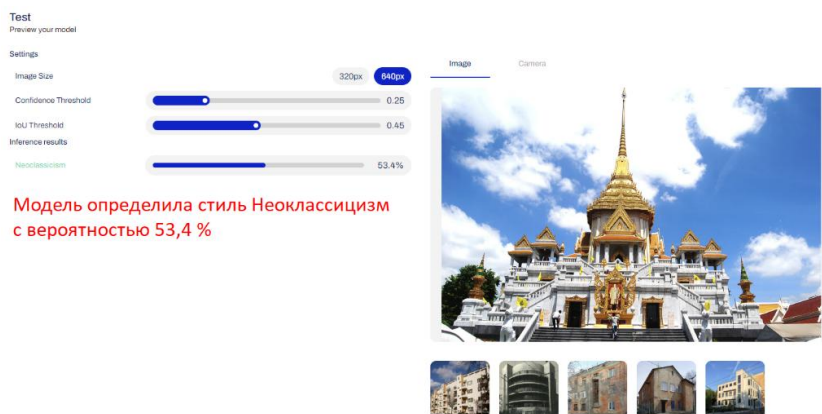 Test
Preview your model
Settings
Image Size 320px 640px
Confidence Threshold 0.25
IoU Threshold 0.45
Inference results
Neoclassicism 53.4%
Модель определила стиль Неоклассицизм
с вероятностью 53,4 %
Image Camera